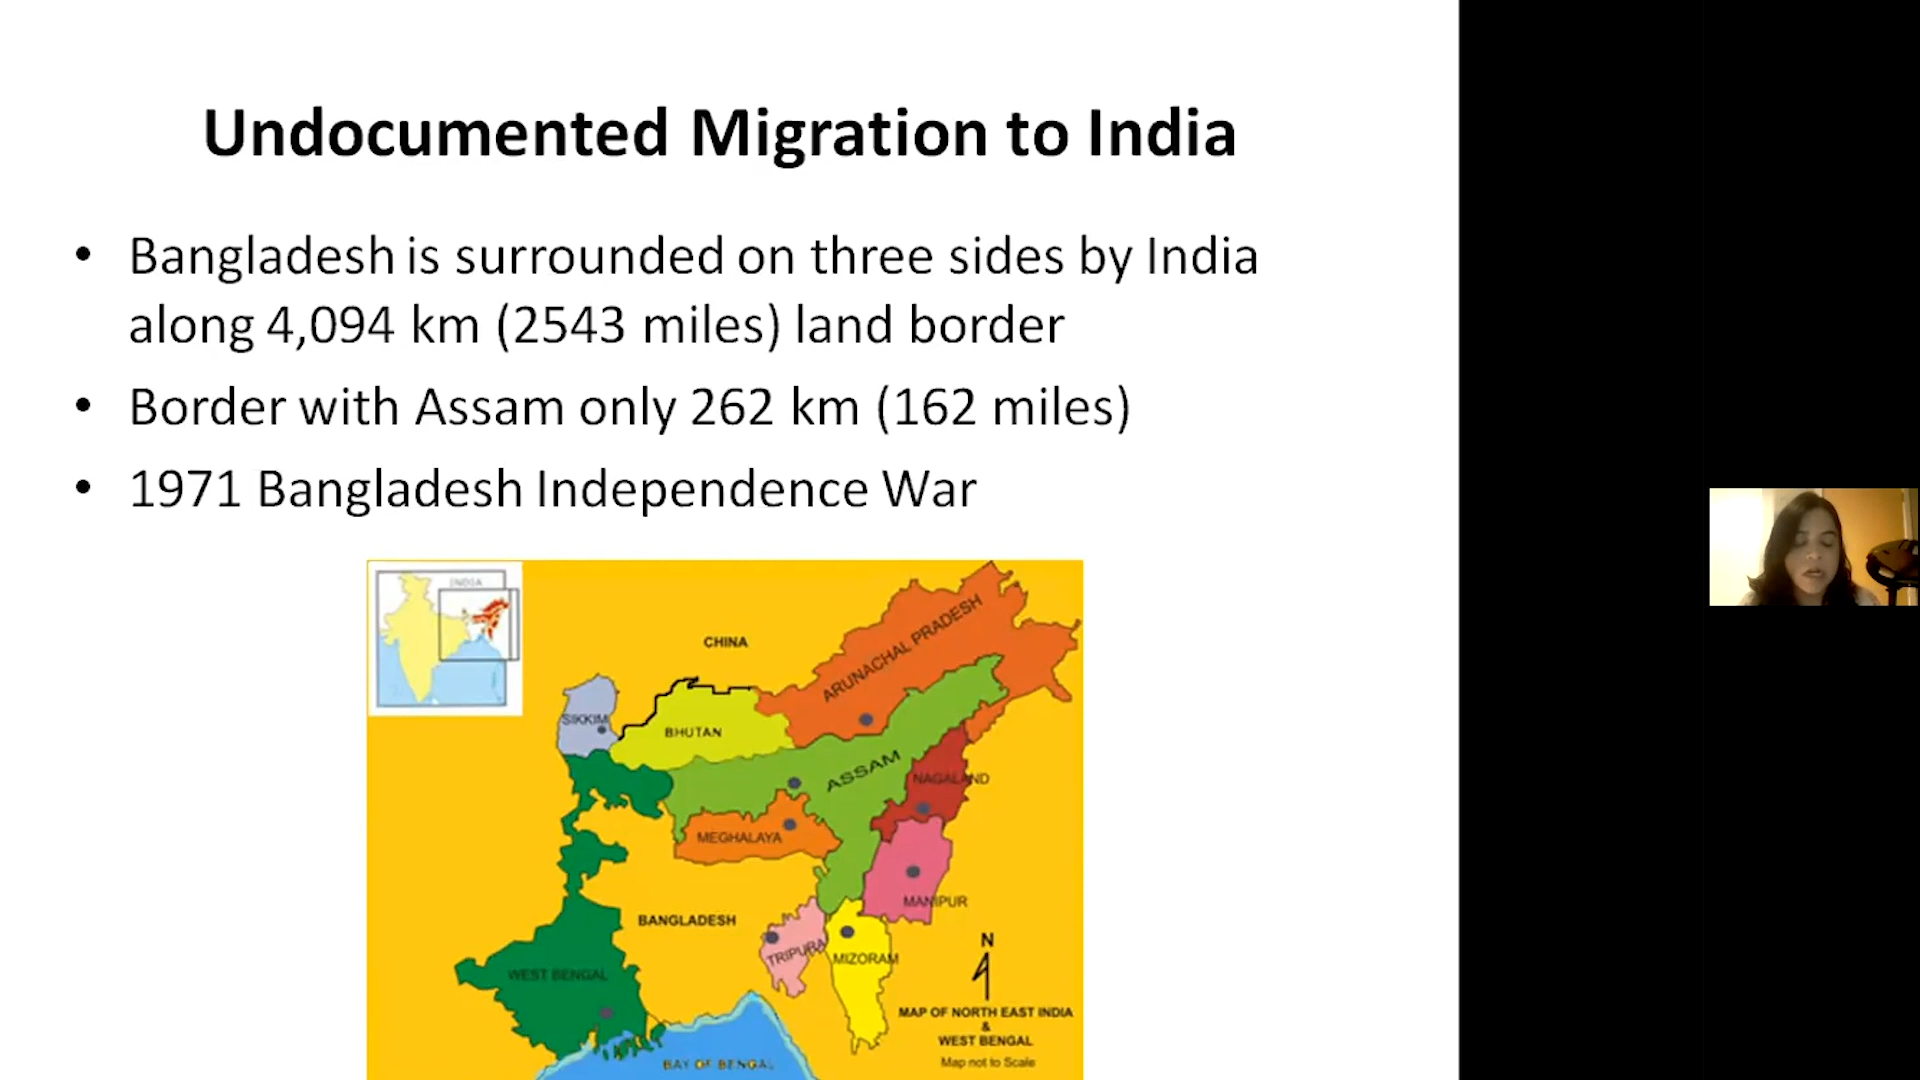 Undocumented Migration to India
• Bangladesh is surrounded on three sides by India
along 4,094 km (2543 miles) land border
• Border with Assam only 262 km (162 miles)
• 1971 Bangladesh Independence War
INDIA
CHINA
ARUNACHAL PRADESH
SIKKIM
BHUTAN
ASSAM
NAGALAND
MEGHALAYA
MANIPUR
BANGLADESH
TRIPURA
MIZORAM
WEST BENGAL
N
MAP OF NORTH EAST INDIA
&
WEST BENGAL
Map not to Scale
BAY OF BENGAL